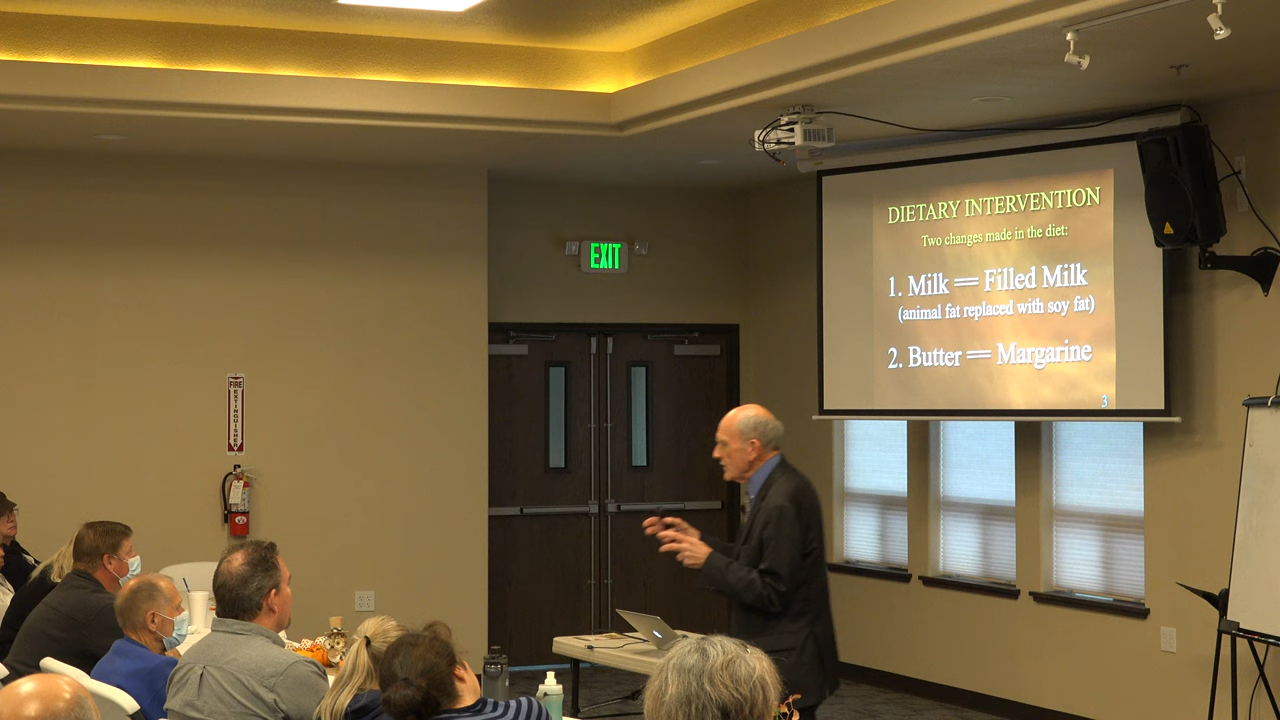 DIETARY INTERVENTION
Two changes made in the diet:
1. Milk == Filled Milk
(animal fat replaced with soy fat)
2. Butter == Margarine
3
EXIT
FIRE
EXTINGUISHER